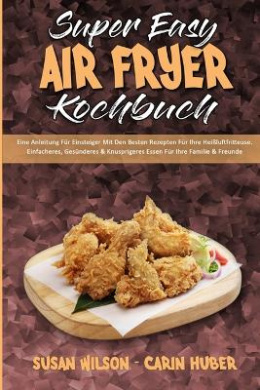 Super Easy
AIR FRYER
Kochbuch
Eine Anleitung Für Einsteiger Mit Den Besten Rezepten Für Ihre Heißluftfritteuse.
Einfacheres, Gesünderes & Knusprigeres Essen Für Ihre Familie & Freunde
SUSAN WILSON - CARIN HUBER